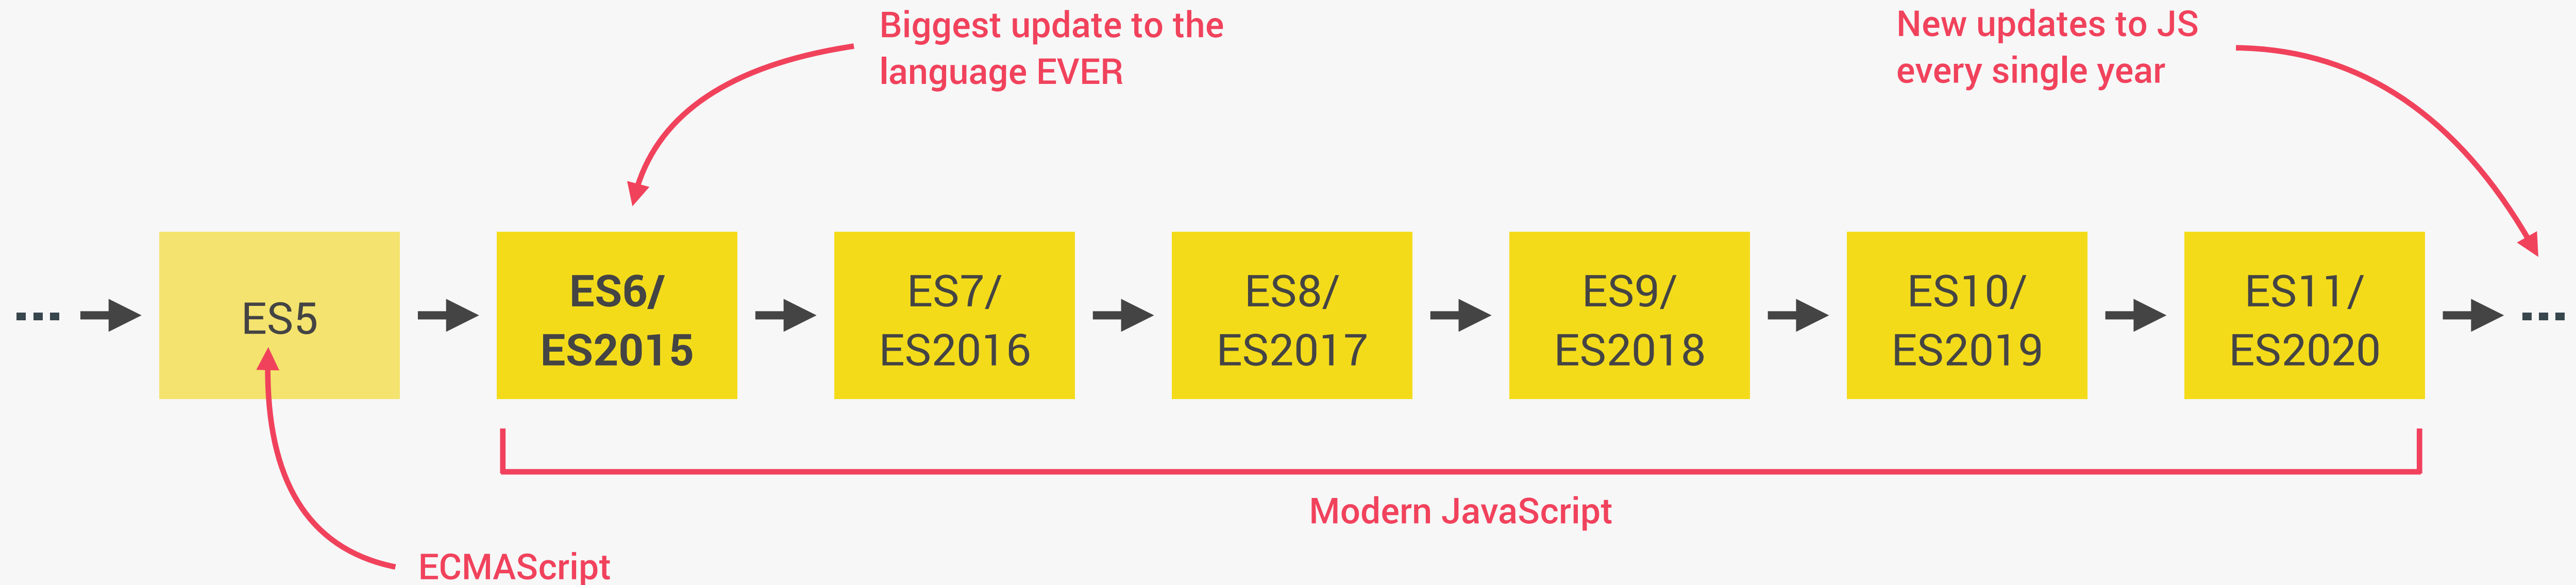 Biggest update to the
language EVER
New updates to JS
every single year
ES5
ES6/
ES2015
ES7/
ES2016
ES8/
ES2017
ES9/
ES2018
ES10/
ES2019
ES11/
ES2020
Modern JavaScript
ECMAScript